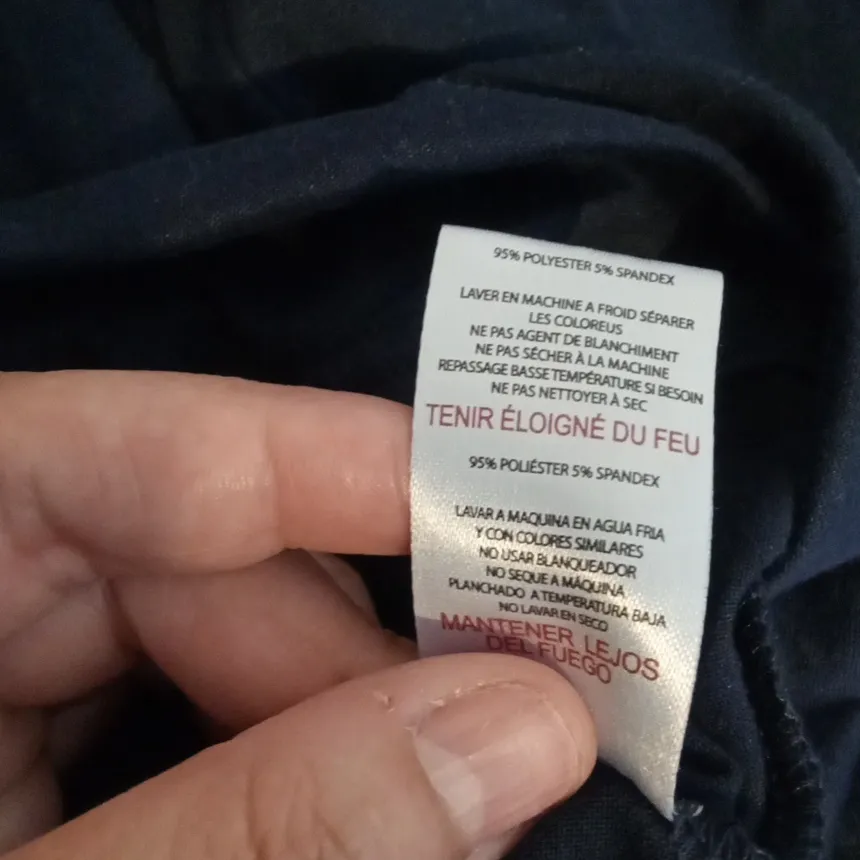 95% POLYESTER 5% SPANDEX
LAVER EN MACHINE A FROID SÉPARER
LES COLOREUS
NE PAS AGENT DE BLANCHIMENT
NE PAS SÉCHER À LA MACHINE
REPASSAGE BASSE TEMPÉRATURE SI BESOIN
NE PAS NETTOYER À SEC
TENIR ÉLOIGNÉ DU FEU
95% POLIÉSTER 5% SPANDEX
LAVAR A MAQUINA EN AGUA FRIA
Y CON COLORES SIMILARES
NO USAR BLANQUEADOR
NO SEQUE A MÁQUINA
PLANCHADO A TEMPERATURA BAJA
NO LAVAR EN SECO
MANTENER LEJOS
DEL FUEGO